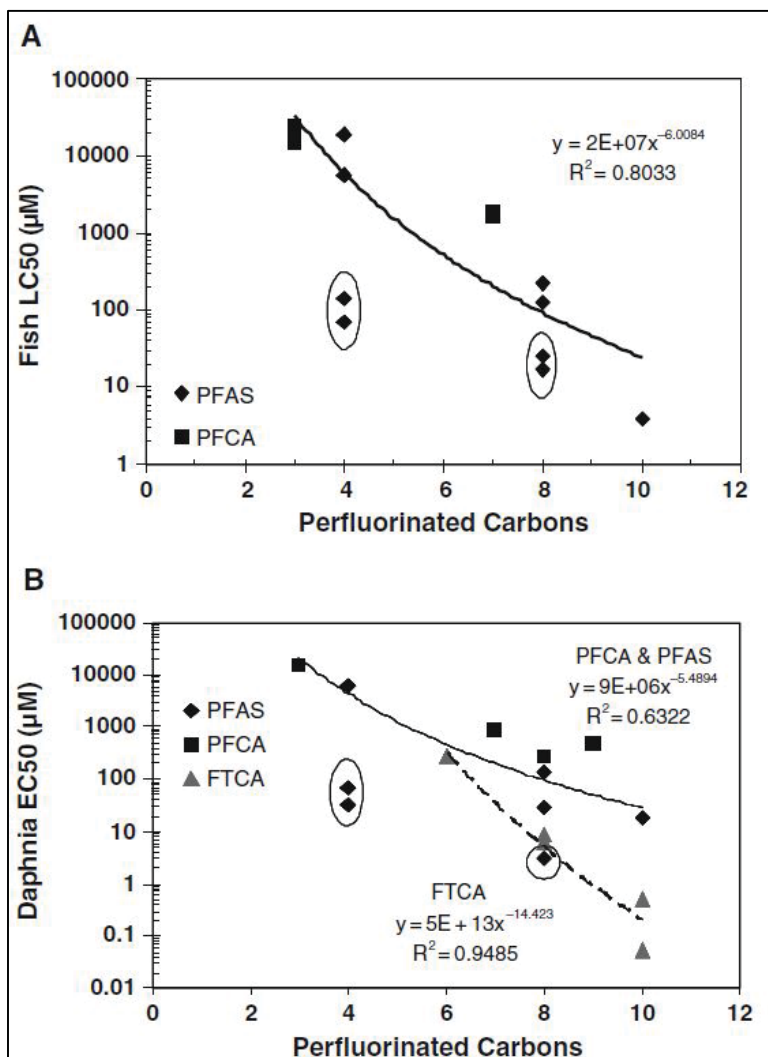 A
100000
10000
1000
100
10
1
Fish LC50 (µM)
y = 2E+07x^−6.0084
R² = 0.8033
PFAS
PFCA
0 2 4 6 8 10 12
Perfluorinated Carbons
B
100000
10000
1000
100
10
1
0.1
0.01
Daphnia EC50 (µM)
PFAS
PFCA
FTCA
PFCA & PFAS
y = 9E+06x^−5.4894
R² = 0.6322
FTCA
y = 5E + 13x^−14.423
R² = 0.9485
0 2 4 6 8 10 12
Perfluorinated Carbons